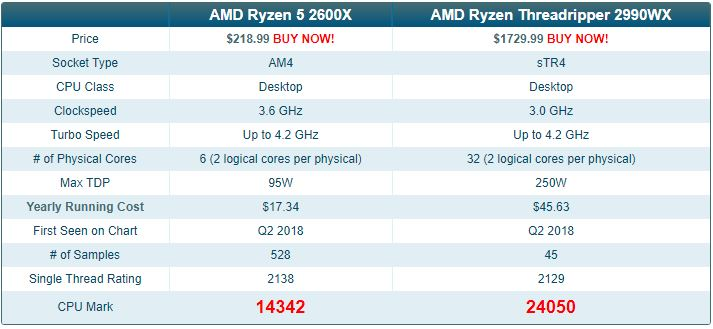 AMD Ryzen 5 2600X AMD Ryzen Threadripper 2990WX
Price $218.99 BUY NOW! $1729.99 BUY NOW!
Socket Type AM4 sTR4
CPU Class Desktop Desktop
Clockspeed 3.6 GHz 3.0 GHz
Turbo Speed Up to 4.2 GHz Up to 4.2 GHz
# of Physical Cores 6 (2 logical cores per physical) 32 (2 logical cores per physical)
Max TDP 95W 250W
Yearly Running Cost $17.34 $45.63
First Seen on Chart Q2 2018 Q2 2018
# of Samples 528 45
Single Thread Rating 2138 2129
CPU Mark 14342 24050